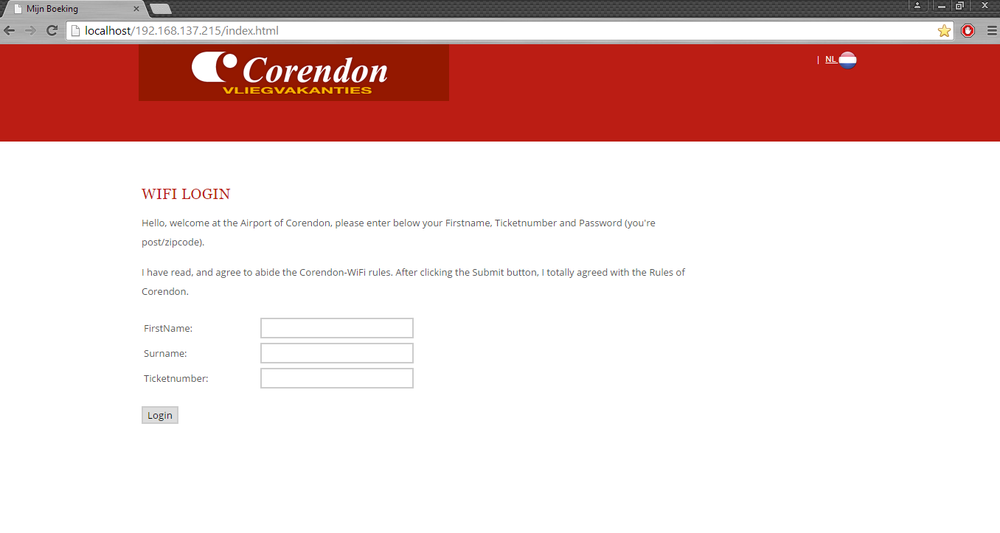 Mijn Boeking
localhost/192.168.137.215/index.html
Corendon
VLIEGVAKANTIES
| NL
WIFI LOGIN
Hello, welcome at the Airport of Corendon, please enter below your Firstname, Ticketnumber and Password (you're
post/zipcode).
I have read, and agree to abide the Corendon-WiFi rules. After clicking the Submit button, I totally agreed with the Rules of
Corendon.
FirstName:
Surname:
Ticketnumber:
Login